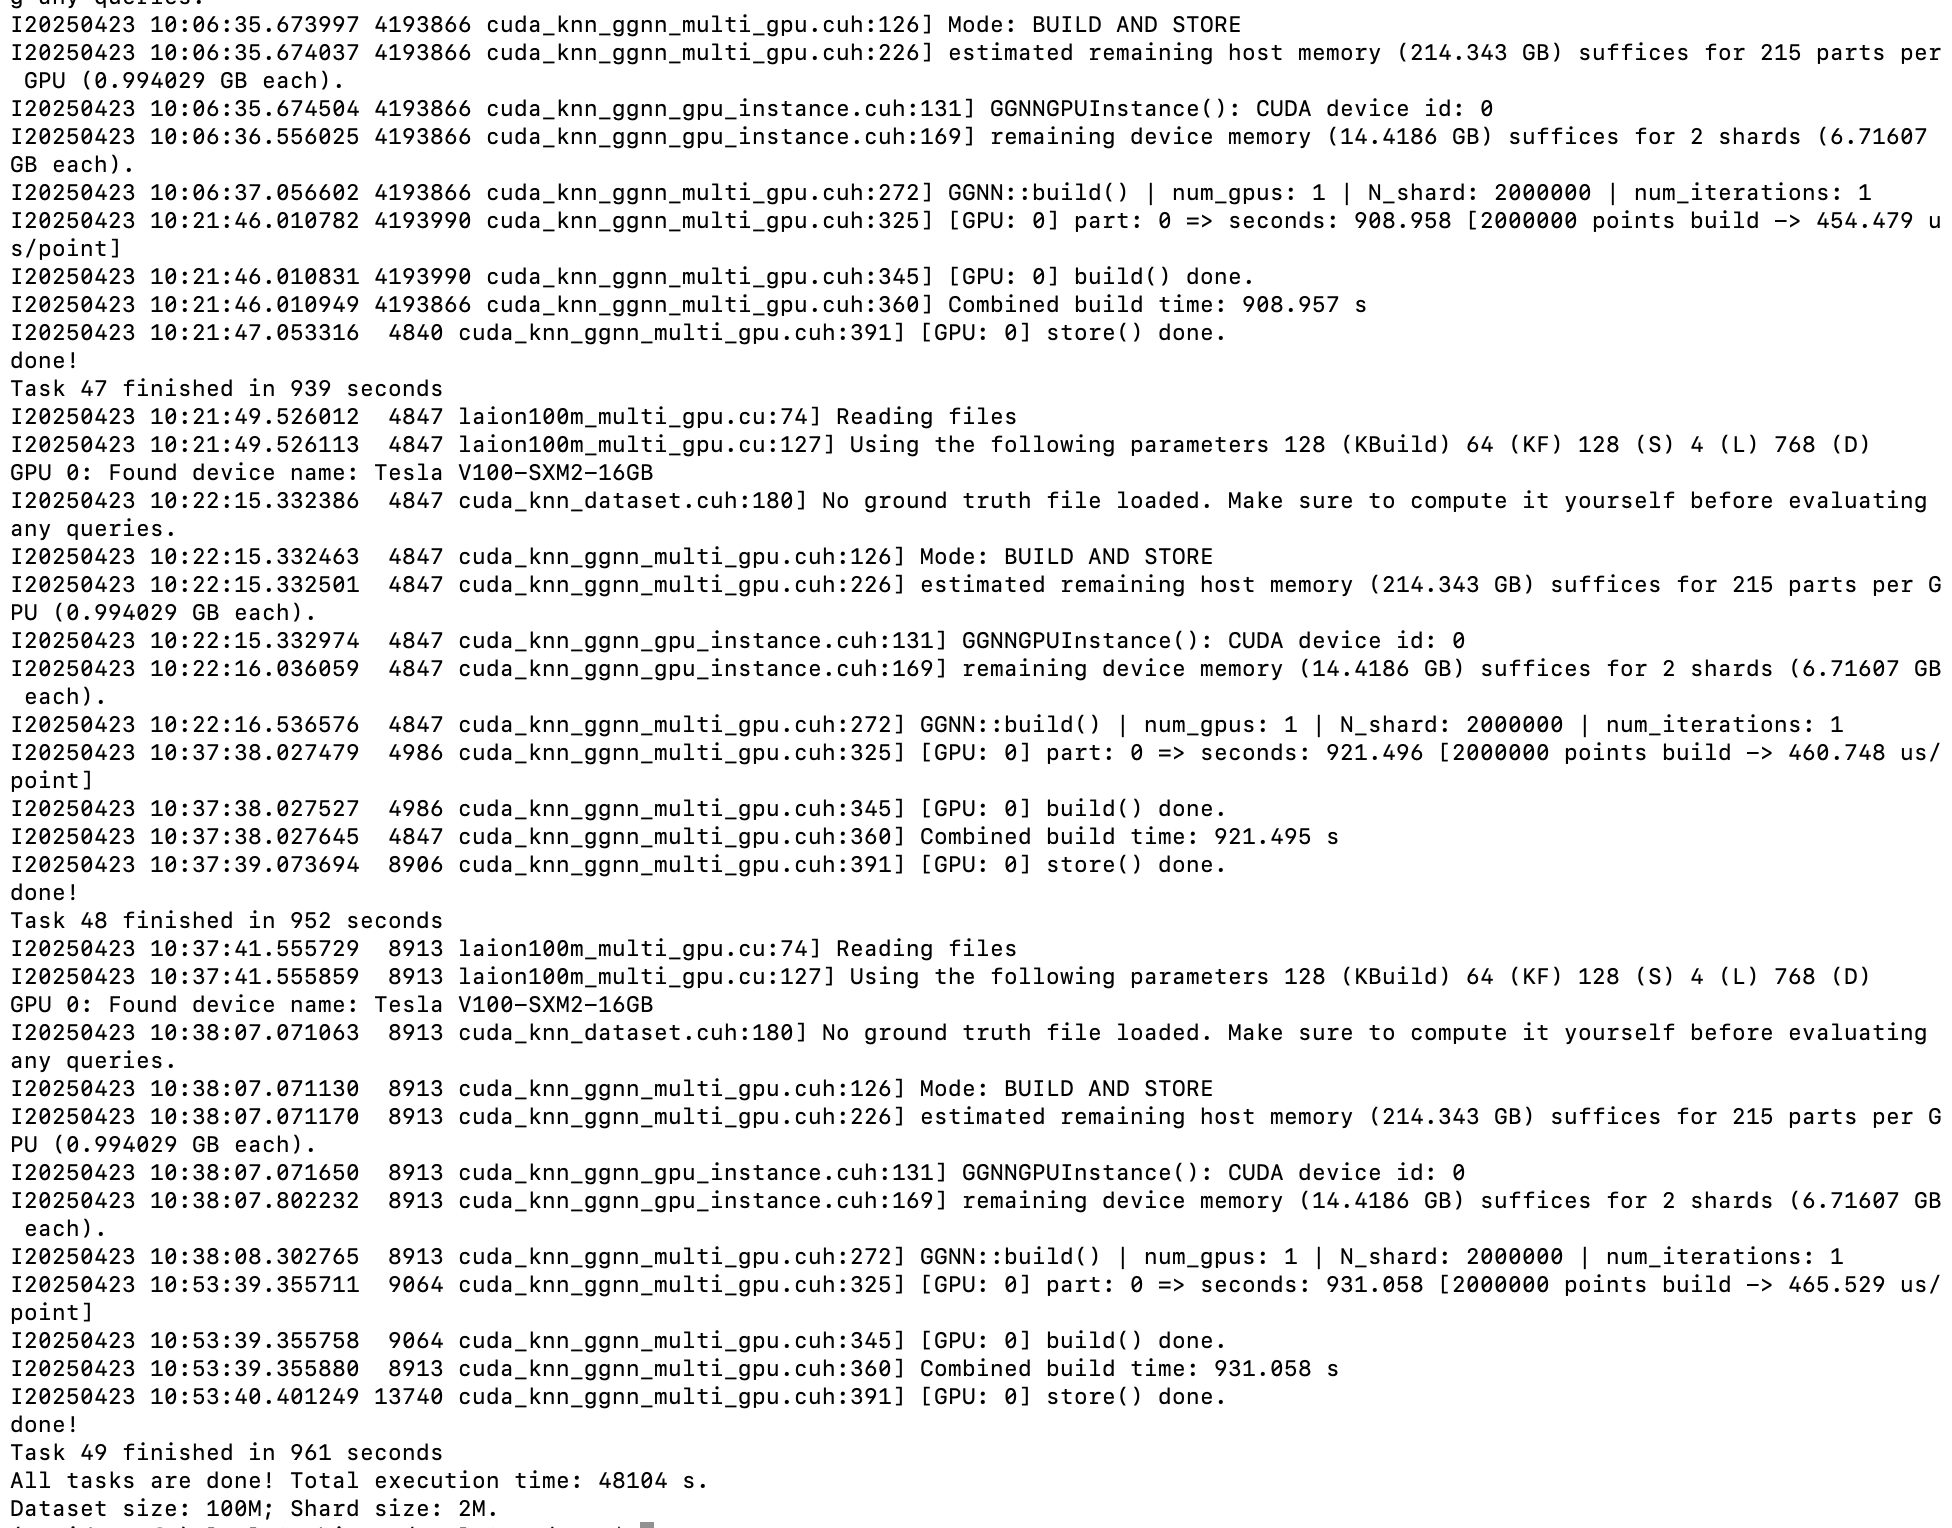 g any queries.
I20250423 10:06:35.673997 4193866 cuda_knn_ggnn_multi_gpu.cuh:126] Mode: BUILD AND STORE
I20250423 10:06:35.674037 4193866 cuda_knn_ggnn_multi_gpu.cuh:226] estimated remaining host memory (214.343 GB) suffices for 215 parts per
 GPU (0.994029 GB each).
I20250423 10:06:35.674504 4193866 cuda_knn_ggnn_gpu_instance.cuh:131] GGNNGPUInstance(): CUDA device id: 0
I20250423 10:06:36.556025 4193866 cuda_knn_ggnn_gpu_instance.cuh:169] remaining device memory (14.4186 GB) suffices for 2 shards (6.71607
GB each).
I20250423 10:06:37.056602 4193866 cuda_knn_ggnn_multi_gpu.cuh:272] GGNN::build() | num_gpus: 1 | N_shard: 2000000 | num_iterations: 1
I20250423 10:21:46.010782 4193990 cuda_knn_ggnn_multi_gpu.cuh:325] [GPU: 0] part: 0 => seconds: 908.958 [2000000 points build -> 454.479 u
s/point]
I20250423 10:21:46.010831 4193990 cuda_knn_ggnn_multi_gpu.cuh:345] [GPU: 0] build() done.
I20250423 10:21:46.010949 4193866 cuda_knn_ggnn_multi_gpu.cuh:360] Combined build time: 908.957 s
I20250423 10:21:47.053316  4840 cuda_knn_ggnn_multi_gpu.cuh:391] [GPU: 0] store() done.
done!
Task 47 finished in 939 seconds
I20250423 10:21:49.526012  4847 laion100m_multi_gpu.cu:74] Reading files
I20250423 10:21:49.526113  4847 laion100m_multi_gpu.cu:127] Using the following parameters 128 (KBuild) 64 (KF) 128 (S) 4 (L) 768 (D)
GPU 0: Found device name: Tesla V100-SXM2-16GB
I20250423 10:22:15.332386  4847 cuda_knn_dataset.cuh:180] No ground truth file loaded. Make sure to compute it yourself before evaluating
any queries.
I20250423 10:22:15.332463  4847 cuda_knn_ggnn_multi_gpu.cuh:126] Mode: BUILD AND STORE
I20250423 10:22:15.332501  4847 cuda_knn_ggnn_multi_gpu.cuh:226] estimated remaining host memory (214.343 GB) suffices for 215 parts per G
PU (0.994029 GB each).
I20250423 10:22:15.332974  4847 cuda_knn_ggnn_gpu_instance.cuh:131] GGNNGPUInstance(): CUDA device id: 0
I20250423 10:22:16.036059  4847 cuda_knn_ggnn_gpu_instance.cuh:169] remaining device memory (14.4186 GB) suffices for 2 shards (6.71607 GB
 each).
I20250423 10:22:16.536576  4847 cuda_knn_ggnn_multi_gpu.cuh:272] GGNN::build() | num_gpus: 1 | N_shard: 2000000 | num_iterations: 1
I20250423 10:37:38.027479  4986 cuda_knn_ggnn_multi_gpu.cuh:325] [GPU: 0] part: 0 => seconds: 921.496 [2000000 points build -> 460.748 us/
point]
I20250423 10:37:38.027527  4986 cuda_knn_ggnn_multi_gpu.cuh:345] [GPU: 0] build() done.
I20250423 10:37:38.027645  4847 cuda_knn_ggnn_multi_gpu.cuh:360] Combined build time: 921.495 s
I20250423 10:37:39.073694  8906 cuda_knn_ggnn_multi_gpu.cuh:391] [GPU: 0] store() done.
done!
Task 48 finished in 952 seconds
I20250423 10:37:41.555729  8913 laion100m_multi_gpu.cu:74] Reading files
I20250423 10:37:41.555859  8913 laion100m_multi_gpu.cu:127] Using the following parameters 128 (KBuild) 64 (KF) 128 (S) 4 (L) 768 (D)
GPU 0: Found device name: Tesla V100-SXM2-16GB
I20250423 10:38:07.071063  8913 cuda_knn_dataset.cuh:180] No ground truth file loaded. Make sure to compute it yourself before evaluating
any queries.
I20250423 10:38:07.071130  8913 cuda_knn_ggnn_multi_gpu.cuh:126] Mode: BUILD AND STORE
I20250423 10:38:07.071170  8913 cuda_knn_ggnn_multi_gpu.cuh:226] estimated remaining host memory (214.343 GB) suffices for 215 parts per G
PU (0.994029 GB each).
I20250423 10:38:07.071650  8913 cuda_knn_ggnn_gpu_instance.cuh:131] GGNNGPUInstance(): CUDA device id: 0
I20250423 10:38:07.802232  8913 cuda_knn_ggnn_gpu_instance.cuh:169] remaining device memory (14.4186 GB) suffices for 2 shards (6.71607 GB
 each).
I20250423 10:38:08.302765  8913 cuda_knn_ggnn_multi_gpu.cuh:272] GGNN::build() | num_gpus: 1 | N_shard: 2000000 | num_iterations: 1
I20250423 10:53:39.355711  9064 cuda_knn_ggnn_multi_gpu.cuh:325] [GPU: 0] part: 0 => seconds: 931.058 [2000000 points build -> 465.529 us/
point]
I20250423 10:53:39.355758  9064 cuda_knn_ggnn_multi_gpu.cuh:345] [GPU: 0] build() done.
I20250423 10:53:39.355880  8913 cuda_knn_ggnn_multi_gpu.cuh:360] Combined build time: 931.058 s
I20250423 10:53:40.401249 13740 cuda_knn_ggnn_multi_gpu.cuh:391] [GPU: 0] store() done.
done!
Task 49 finished in 961 seconds
All tasks are done! Total execution time: 48104 s.
Dataset size: 100M; Shard size: 2M.